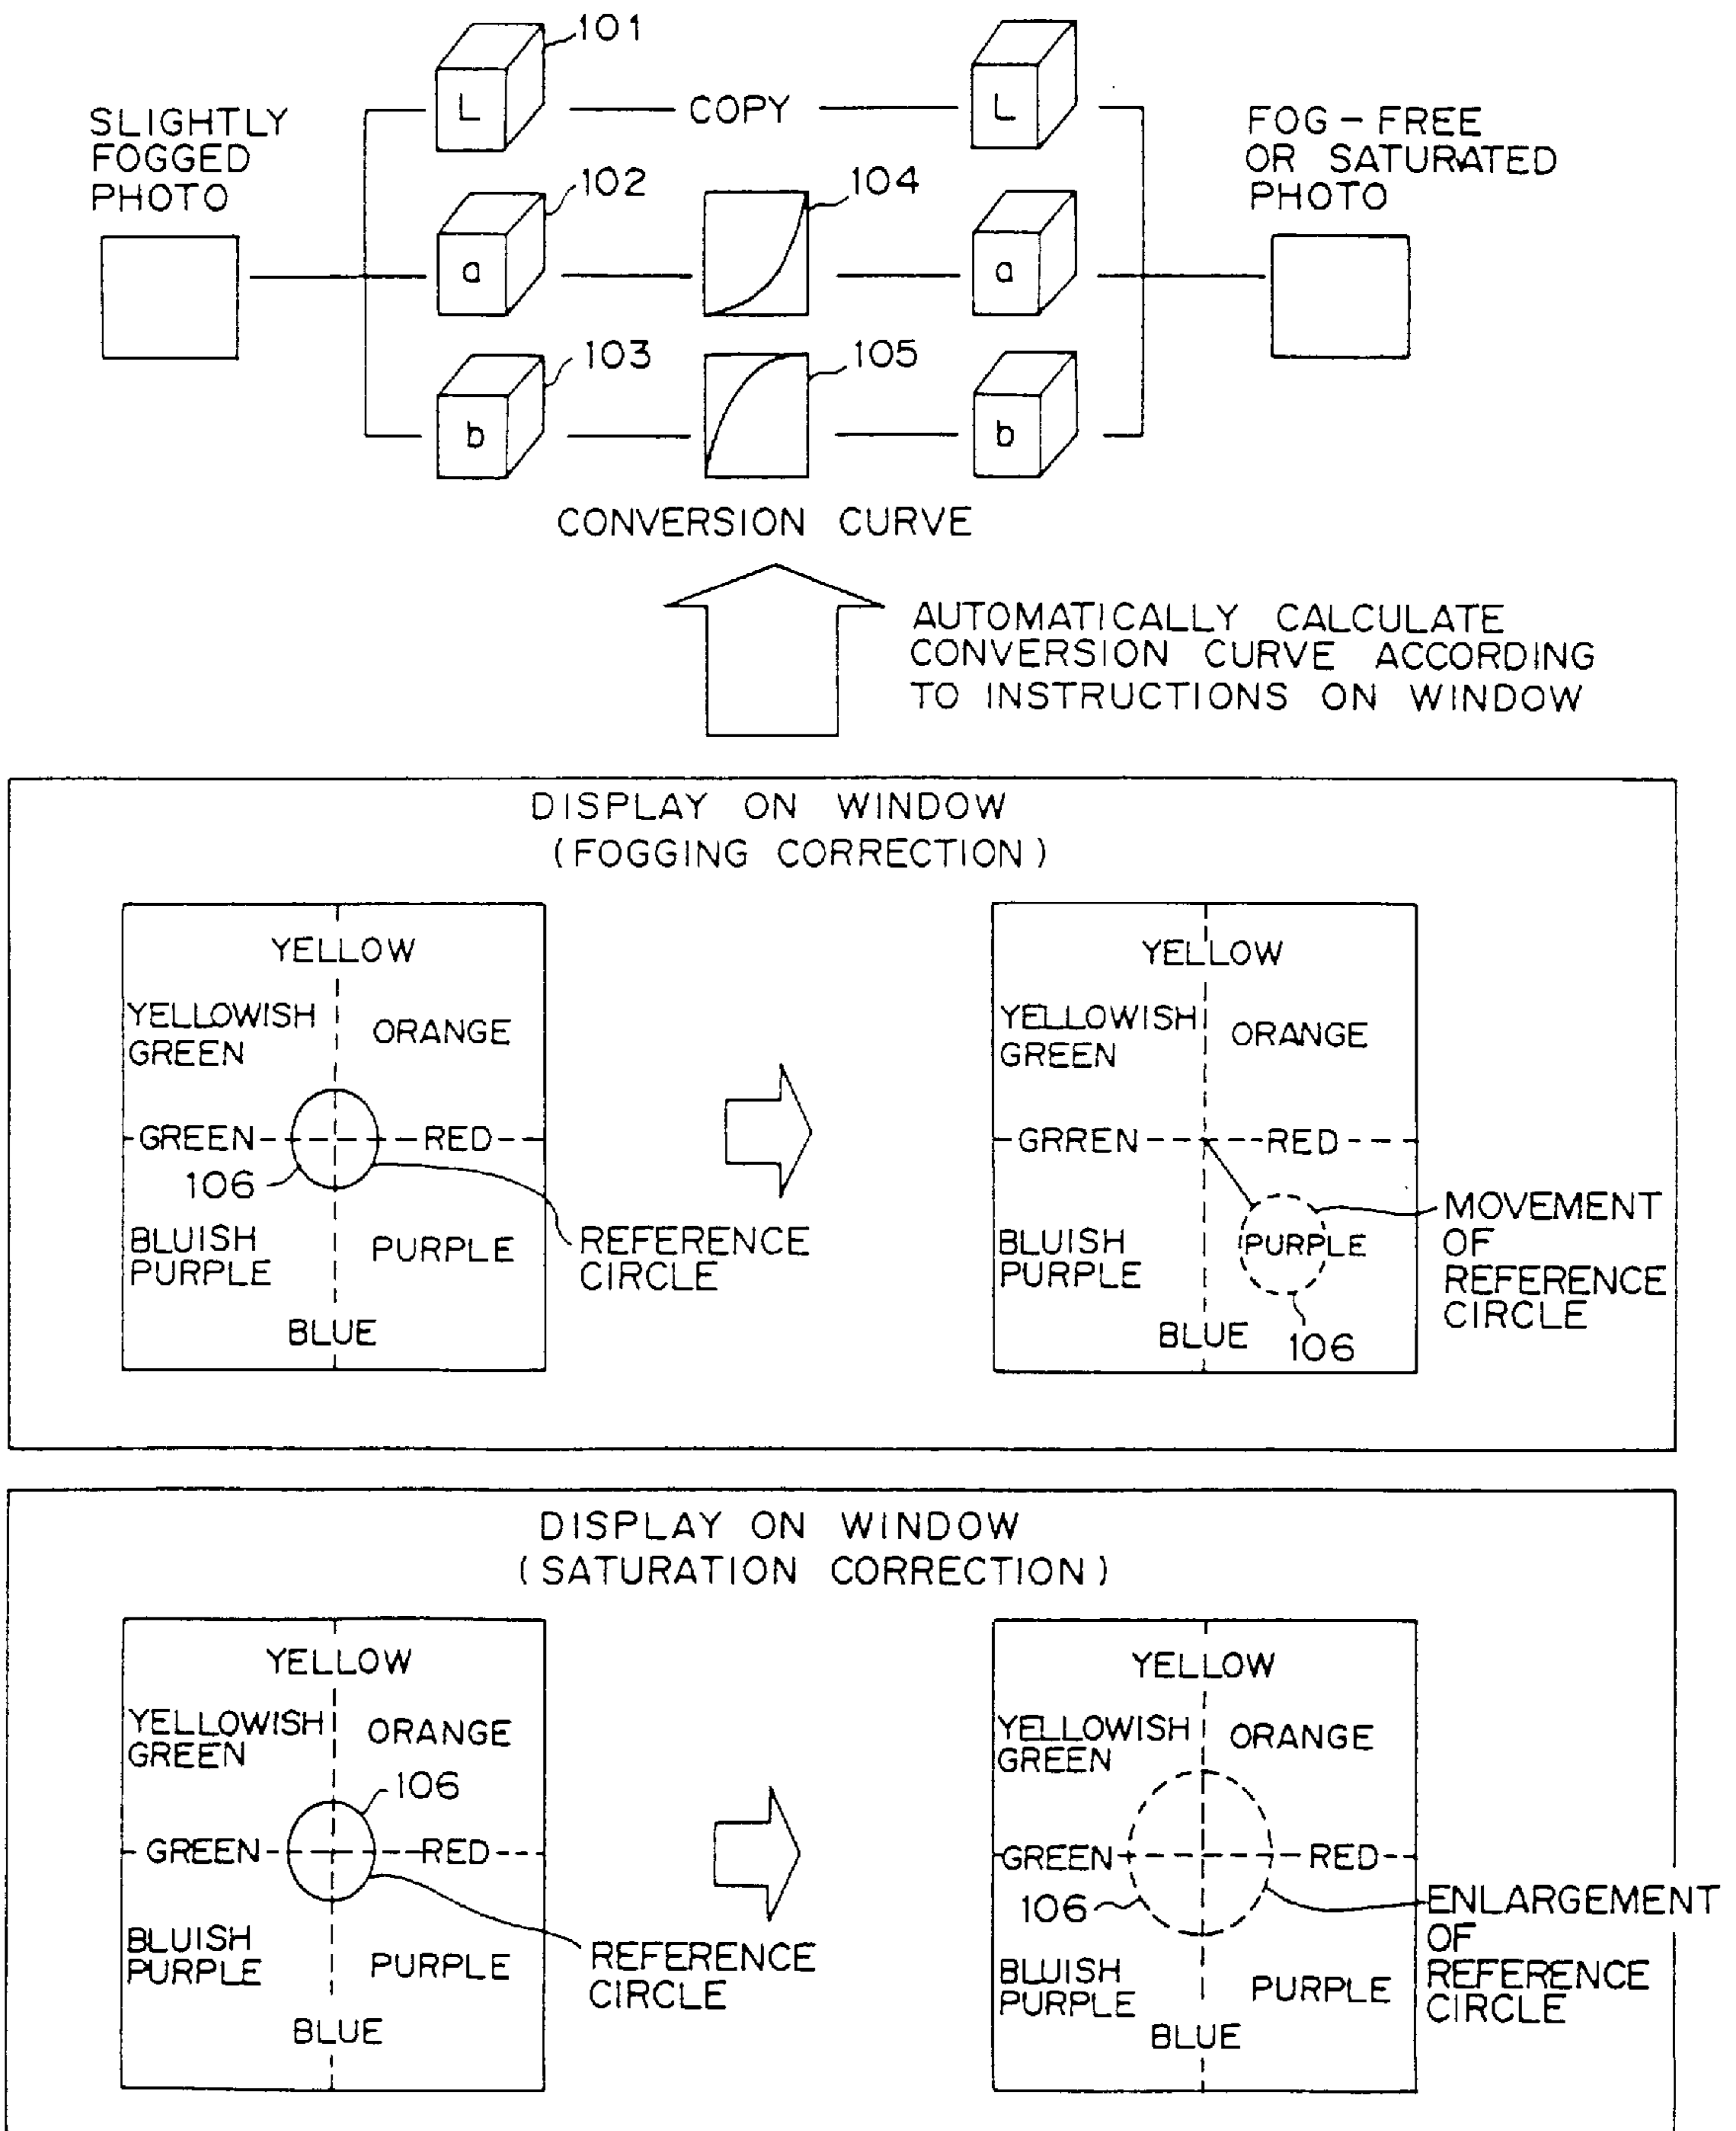 101
L
COPY
L
SLIGHTLY
FOGGED
PHOTO
FOG-FREE
OR SATURATED
PHOTO
102
104
a
a
103
105
b
b
CONVERSION CURVE
AUTOMATICALLY CALCULATE
CONVERSION CURVE ACCORDING
TO INSTRUCTIONS ON WINDOW
DISPLAY ON WINDOW
(FOGGING CORRECTION)
YELLOW
YELLOWISH
GREEN
ORANGE
GREEN
RED
106
BLUISH
PURPLE
PURPLE
BLUE
REFERENCE
CIRCLE
YELLOW
YELLOWISH
GREEN
ORANGE
GRREN
RED
BLUISH
PURPLE
PURPLE
BLUE
106
MOVEMENT
OF
REFERENCE
CIRCLE
DISPLAY ON WINDOW
(SATURATION CORRECTION)
YELLOW
YELLOWISH
GREEN
ORANGE
106
GREEN
RED
BLUISH
PURPLE
PURPLE
BLUE
REFERENCE
CIRCLE
YELLOW
YELLOWISH
GREEN
ORANGE
GREEN
RED
106
BLUISH
PURPLE
PURPLE
BLUE
ENLARGEMENT
OF
REFERENCE
CIRCLE